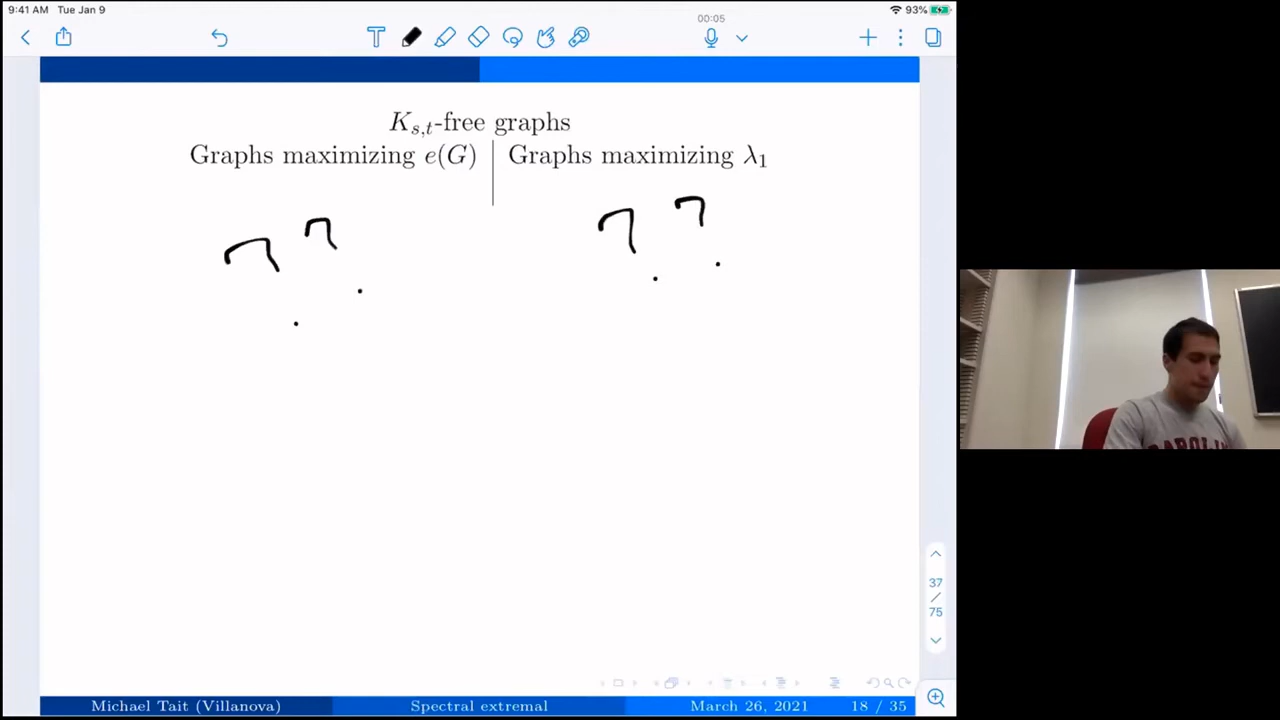 9:41 AM Tue Jan 9
93%
00:05
T
K_{s,t}-free graphs
Graphs maximizing e(G) | Graphs maximizing λ_1
? ? ? ?
37
/
75
Michael Tait (Villanova) Spectral extremal March 26, 2021 18 / 35